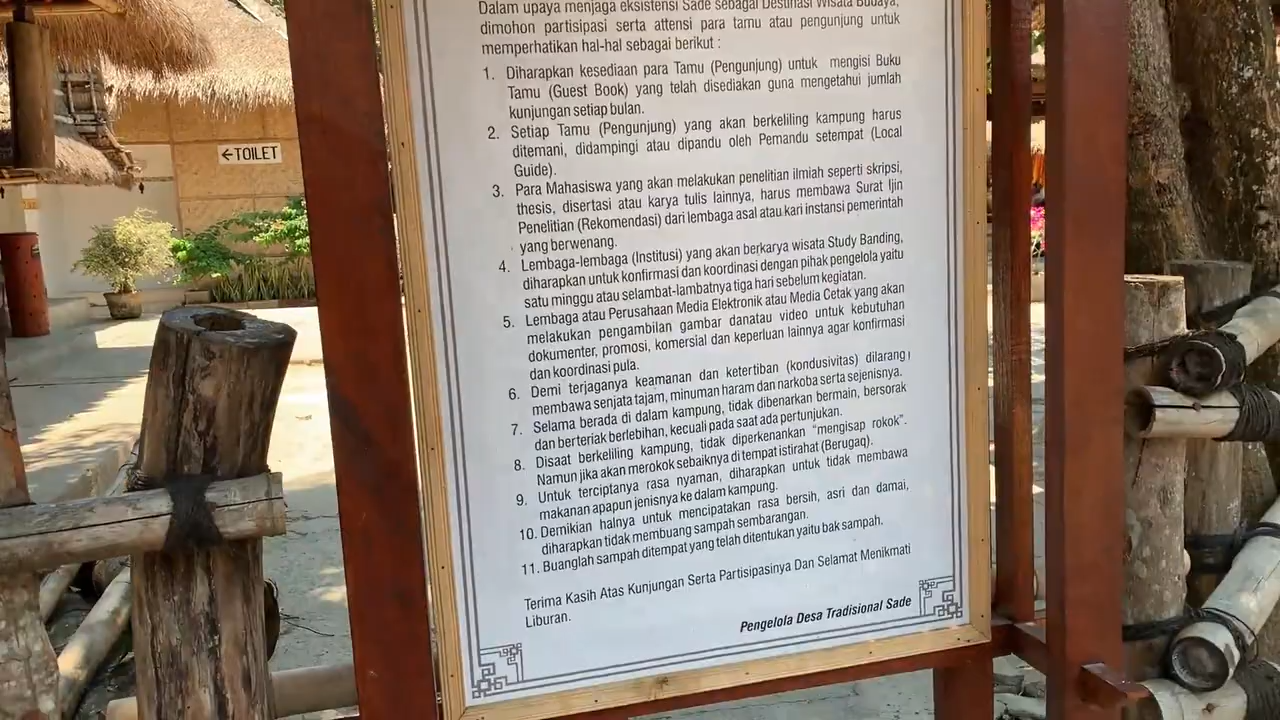 Dalam upaya menjaga eksistensi Sade sebagai Destinasi Wisata Budaya,
dimohon partisipasi serta attensi para tamu atau pengunjung untuk
memperhatikan hal-hal sebagai berikut :
1. Diharapkan kesediaan para Tamu (Pengunjung) untuk mengisi Buku
Tamu (Guest Book) yang telah disediakan guna mengetahui jumlah
kunjungan setiap bulan.
2. Setiap Tamu (Pengunjung) yang akan berkeliling kampung harus
ditemani, didampingi atau dipandu oleh Pemandu setempat (Local
Guide).
←TOILET
3. Para Mahasiswa yang akan melakukan penelitian ilmiah seperti skripsi,
thesis, disertasi atau karya tulis lainnya, harus membawa Surat Ijin
Penelitian (Rekomendasi) dari lembaga asal atau kari instansi pemerintah
yang berwenang.
4. Lembaga-lembaga (Institusi) yang akan berkarya wisata Study Banding,
diharapkan untuk konfirmasi dan koordinasi dengan pihak pengelola yaitu
satu minggu atau selambat-lambatnya tiga hari sebelum kegiatan.
5. Lembaga atau Perusahaan Media Elektronik atau Media Cetak yang akan
melakukan pengambilan gambar danatau video untuk kebutuhan
dokumenter, promosi, komersial dan keperluan lainnya agar konfirmasi
dan koordinasi pula.
6. Demi terjaganya keamanan dan ketertiban (kondusivitas) dilarang
membawa senjata tajam, minuman haram dan narkoba serta sejenisnya.
7. Selama berada di dalam kampung, tidak dibenarkan bermain, bersorak
dan berteriak berlebihan, kecuali pada saat ada pertunjukan.
8. Disaat berkeliling kampung, tidak diperkenankan "mengisap rokok".
Namun jika akan merokok sebaiknya di tempat istirahat (Berugaq).
9. Untuk terciptanya rasa nyaman, diharapkan untuk tidak membawa
makanan apapun jenisnya ke dalam kampung.
10. Demikian halnya untuk mencipatakan rasa bersih, asri dan damai,
diharapkan tidak membuang sampah sembarangan.
11. Buanglah sampah ditempat yang telah ditentukan yaitu bak sampah.
Terima Kasih Atas Kunjungan Serta Partisipasinya Dan Selamat Menikmati
Liburan.
Pengelola Desa Tradisional Sade